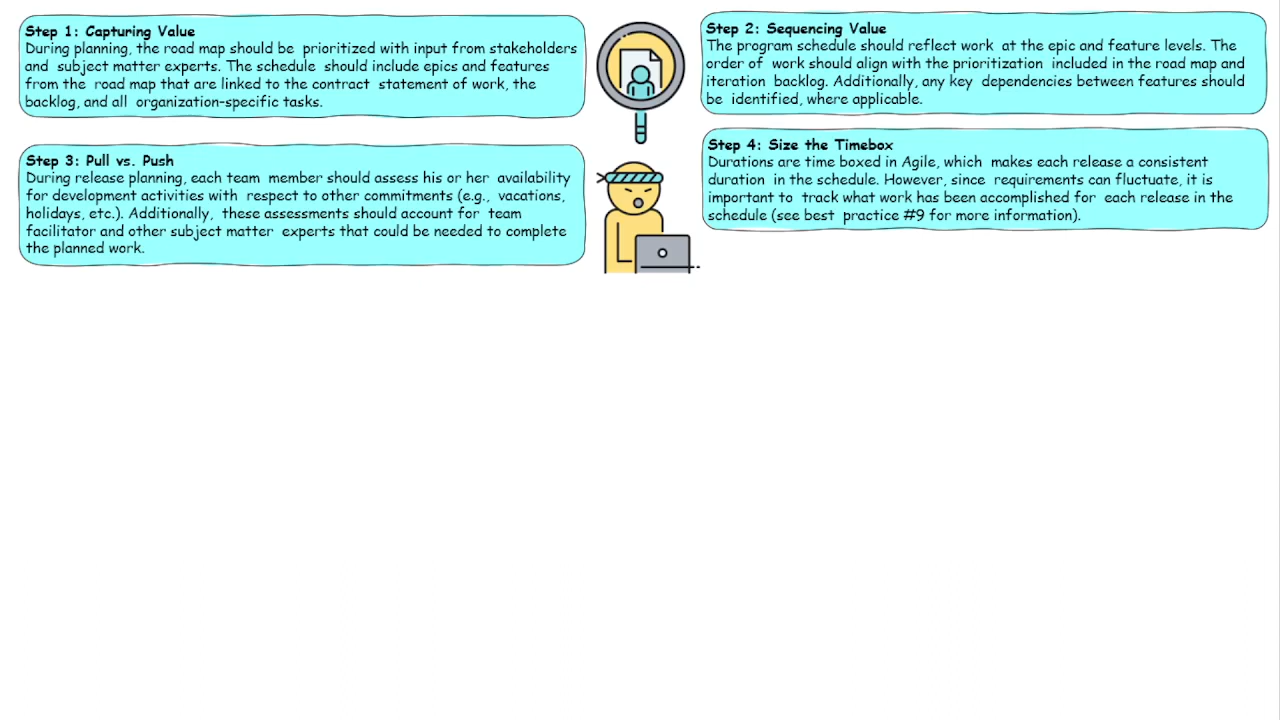 Step 1: Capturing Value
During planning, the road map should be prioritized with input from stakeholders
and subject matter experts. The schedule should include epics and features
from the road map that are linked to the contract statement of work, the
backlog, and all organization-specific tasks.
Step 2: Sequencing Value
The program schedule should reflect work at the epic and feature levels. The
order of work should align with the prioritization included in the road map and
iteration backlog. Additionally, any key dependencies between features should
be identified, where applicable.
Step 3: Pull vs. Push
During release planning, each team member should assess his or her availability
for development activities with respect to other commitments (e.g., vacations,
holidays, etc.). Additionally, these assessments should account for team
facilitator and other subject matter experts that could be needed to complete
the planned work.
Step 4: Size the Timebox
Durations are time boxed in Agile, which makes each release a consistent
duration in the schedule. However, since requirements can fluctuate, it is
important to track what work has been accomplished for each release in the
schedule (see best practice #9 for more information).